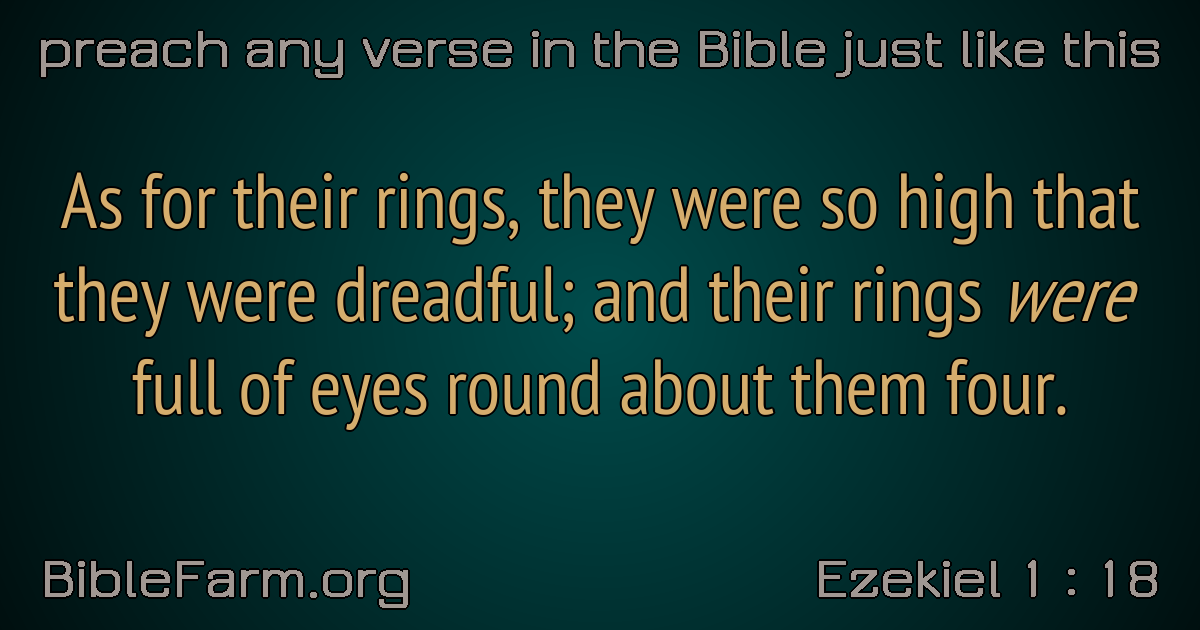 preach any verse in the Bible just like this
As for their rings, they were so high that
they were dreadful; and their rings were
full of eyes round about them four.
BibleFarm.org
Ezekiel 1 : 18